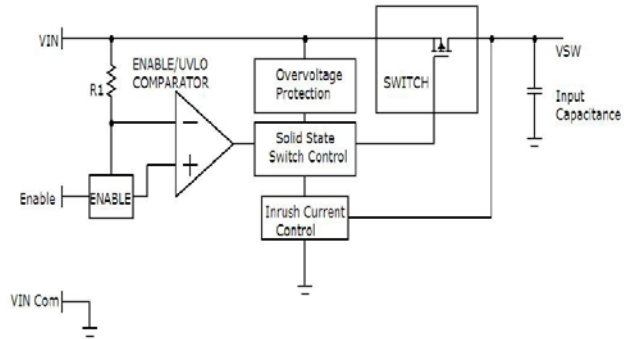 VIN
ENABLE/UVLO
COMPARATOR
R1
Overvoltage
Protection
SWITCH
VSW
Input
Capacitance
−
+
Solid State
Switch Control
Enable
ENABLE
Inrush Current
Control
VIN Com